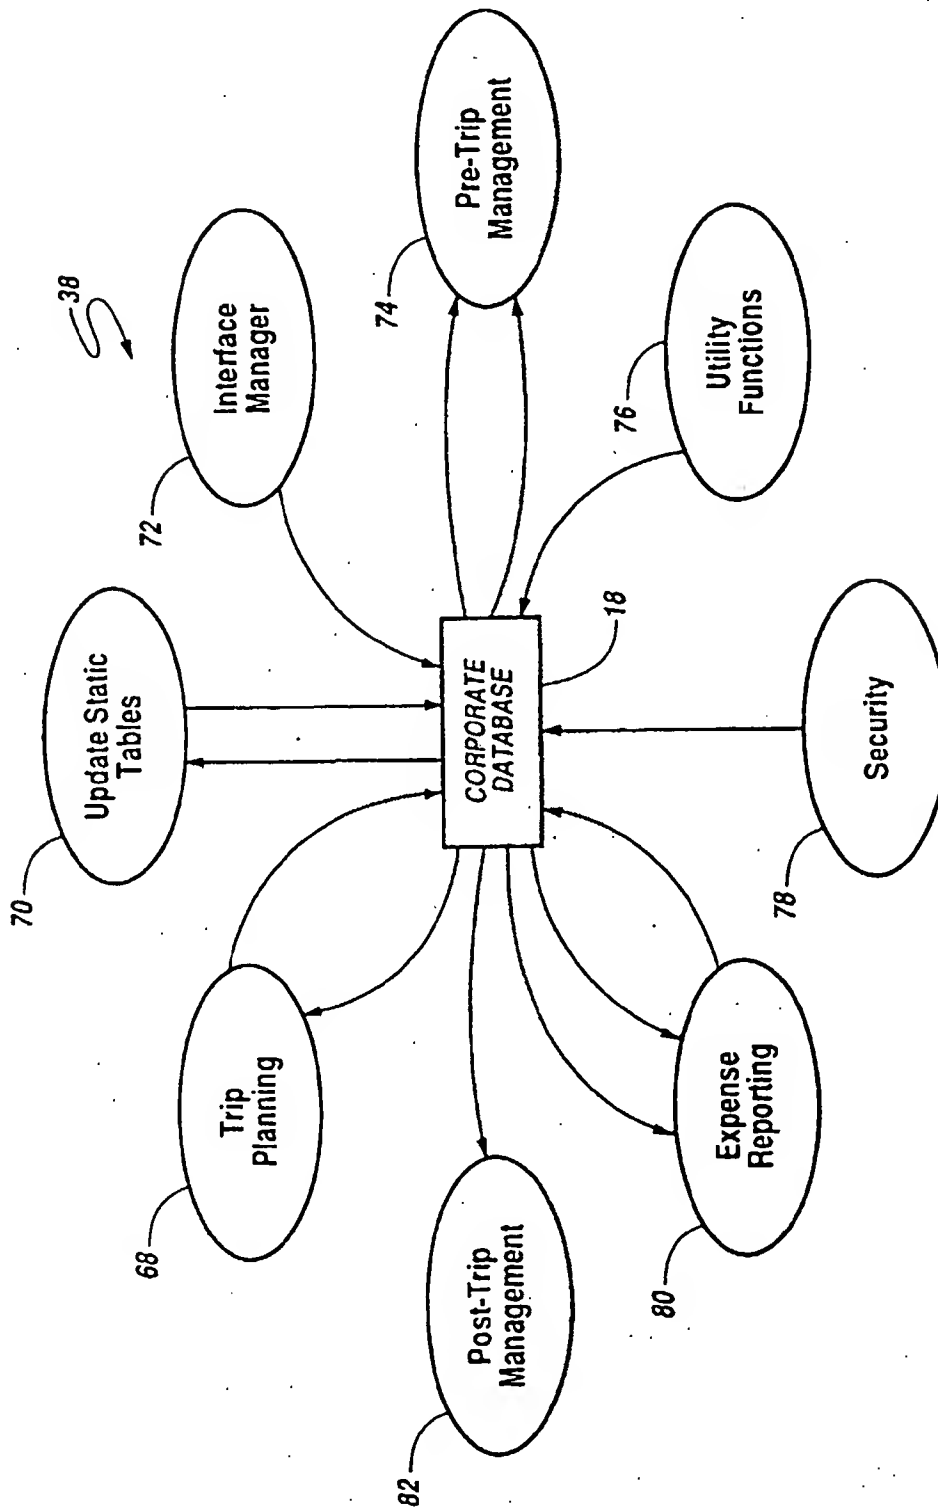 38
70
Update Static
Tables
72
Interface
Manager
68
Trip
Planning
74
Pre-Trip
Management
CORPORATE
DATABASE
18
82
Post-Trip
Management
76
Utility
Functions
80
Expense
Reporting
78
Security